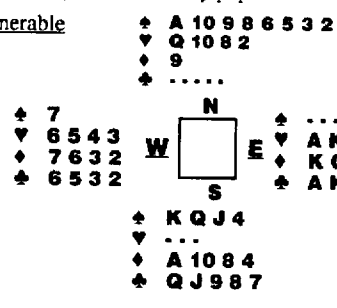 nerable
♠ A 10 9 8 6 5 3 2
♥ Q 10 8 2
♦ 9
♣ -----
N
♠ 7
♥ 6 5 4 3
♦ 7 6 3 2
♣ 6 5 3 2
W
E
♠ ---
♥ A
♦ K
♣ A
S
♠ K Q J 4
♥ ---
♦ A 10 8 4
♣ Q J 9 8 7